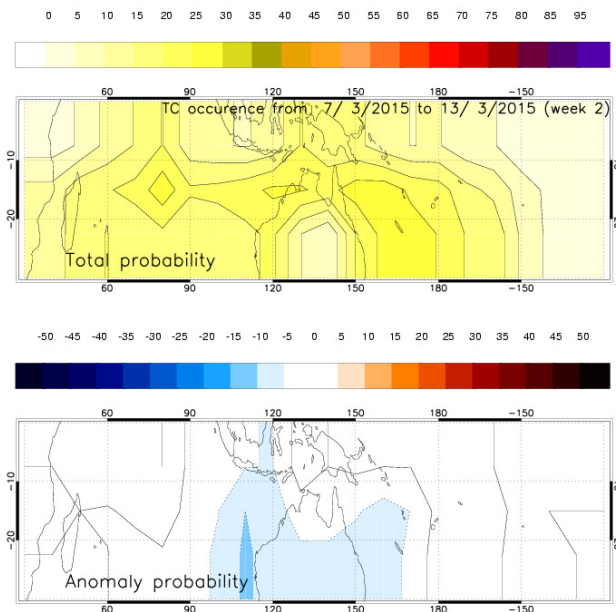 0 5 10 15 20 25 30 35 40 45 50 55 60 65 70 75 80 85 90 95
60 90 120 150 180 -150
TC occurence from 7/ 3/2015 to 13/ 3/2015 (week 2)
-10
-20
Total probability
60 90 120 150 180 -150
-50 -45 -40 -35 -30 -25 -20 -15 -10 -5 0 5 10 15 20 25 30 35 40 45 50
60 90 120 150 180 -150
-10
-20
Anomaly probability
60 90 120 150 180 -150